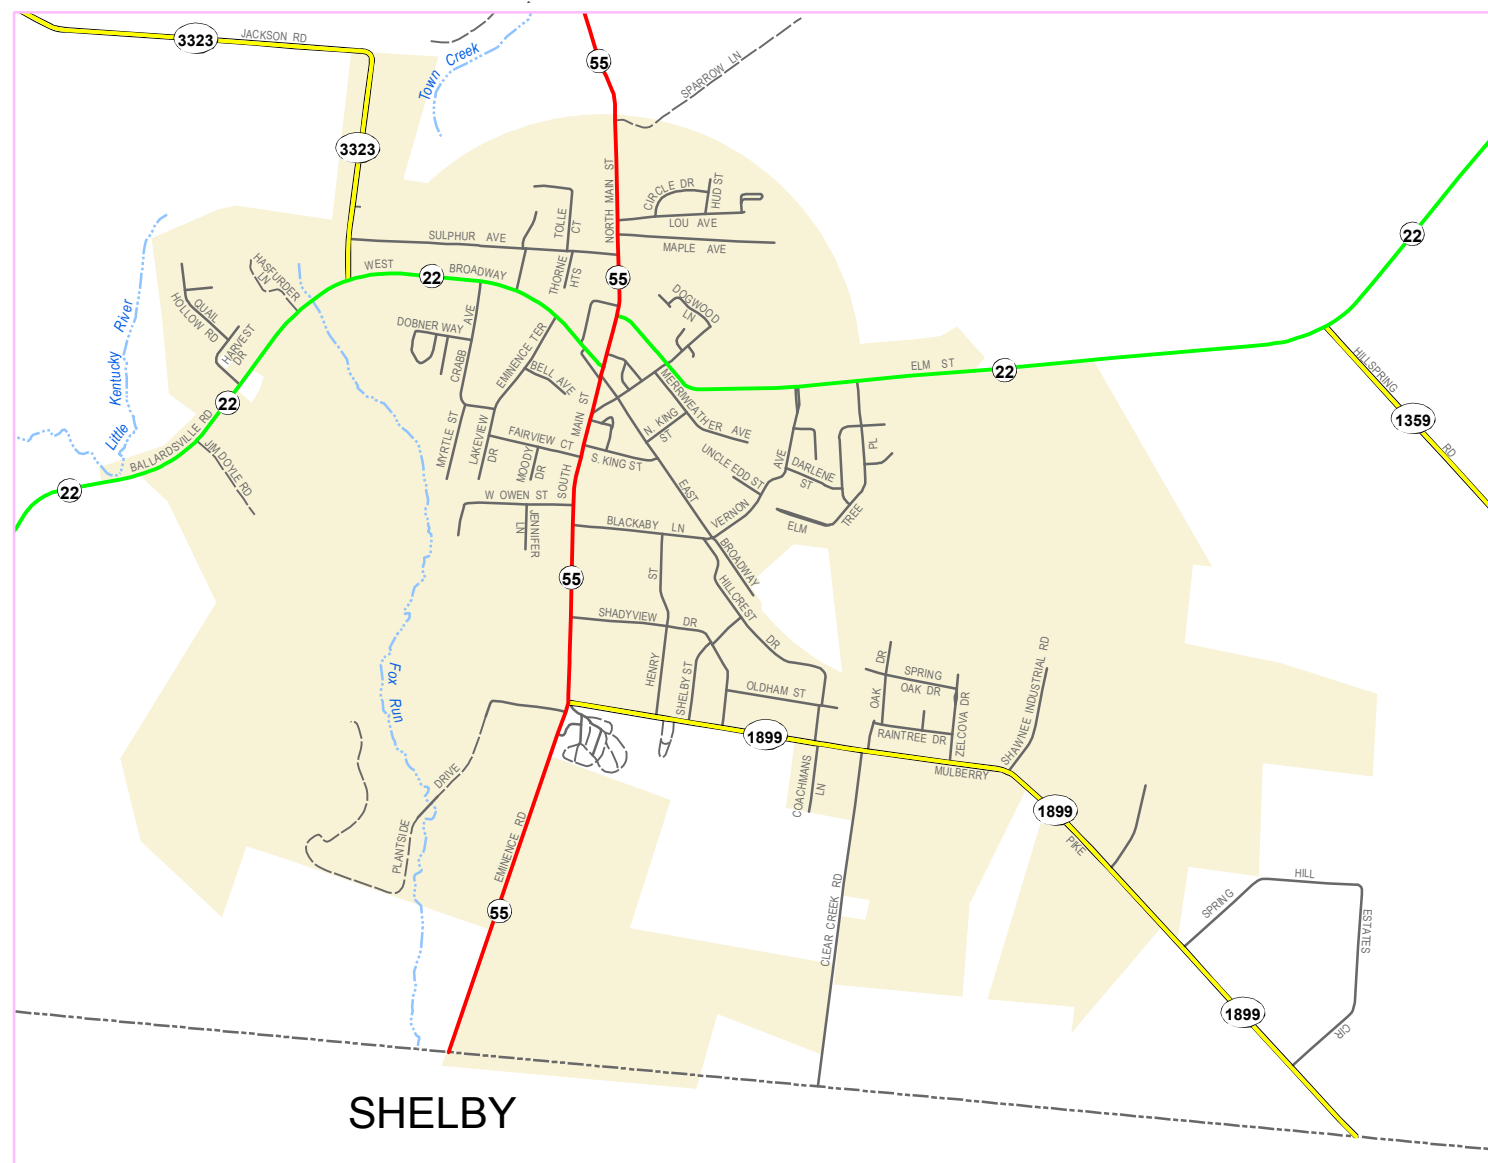 3323
JACKSON RD
55
Town Creek
SPARROW LN
3323
NORTH MAIN ST
CIRCLE DR
HUD ST
LOU AVE
MAPLE AVE
TOLLE CT
SULPHUR AVE
THORNE HTS
55
22
WEST BROADWAY
22
HASFURDER LN
QUAIL HOLLOW RD
HARVEST DR
Little Kentucky River
DOBNER WAY
CRABB AVE
EMINENCE TER
BELL AVE
DOGWOOD LN
MERRIWEATHER AVE
ELM ST
22
HILLSPRING RD
1359
22
BALLARDSVILLE RD
22
JIM DOYLE RD
MYRTLE ST
LAKEVIEW DR
FAIRVIEW CT
MOODY DR
SOUTH MAIN ST
N. KING ST
S. KING ST
UNCLE EDD ST
VERNON AVE
DARLENE ST
ELM TREE PL
W OWEN ST
JENNIFER LN
BLACKABY LN
EAST BROADWAY
55
HENRY ST
HILLCREST DR
SHADYVIEW DR
SHELBY ST
OLDHAM ST
Fox Run
OAK DR
SPRING OAK DR
RAINTREE DR
ZELCOVA DR
SHAWNEE INDUSTRIAL RD
1899
MULBERRY PIKE
COACHMANS LN
1899
PLANTSIDE DRIVE
EMINENCE RD
55
CLEAR CREEK RD
SPRING HILL ESTATES CIR
1899
SHELBY